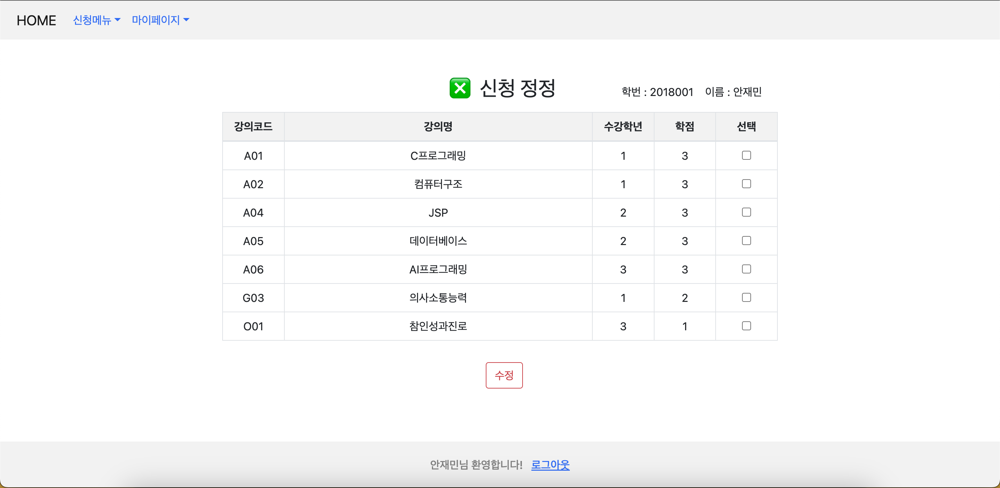 HOME 신청메뉴 마이페이지
신청 정정 학번 : 2018001 이름 : 안재민
강의코드 강의명 수강학년 학점 선택
A01 C프로그래밍 1 3
A02 컴퓨터구조 1 3
A04 JSP 2 3
A05 데이터베이스 2 3
A06 AI프로그래밍 3 3
G03 의사소통능력 1 2
O01 참인성과진로 3 1
수정
안재민님 환영합니다! 로그아웃